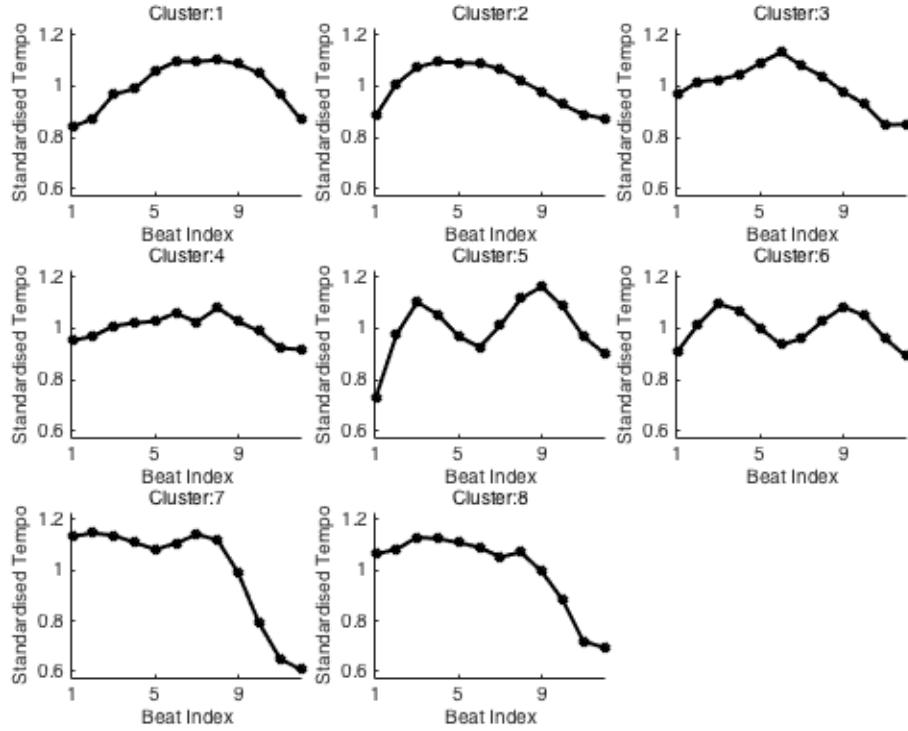 Cluster:1
1.2
1
0.8
0.6
Standardised Tempo
1
5
9
Beat Index
Cluster:2
1.2
1
0.8
0.6
Standardised Tempo
1
5
9
Beat Index
Cluster:3
1.2
1
0.8
0.6
Standardised Tempo
1
5
9
Beat Index
Cluster:4
1.2
1
0.8
0.6
Standardised Tempo
1
5
9
Beat Index
Cluster:5
1.2
1
0.8
0.6
Standardised Tempo
1
5
9
Beat Index
Cluster:6
1.2
1
0.8
0.6
Standardised Tempo
1
5
9
Beat Index
Cluster:7
1.2
1
0.8
0.6
Standardised Tempo
1
5
9
Beat Index
Cluster:8
1.2
1
0.8
0.6
Standardised Tempo
1
5
9
Beat Index